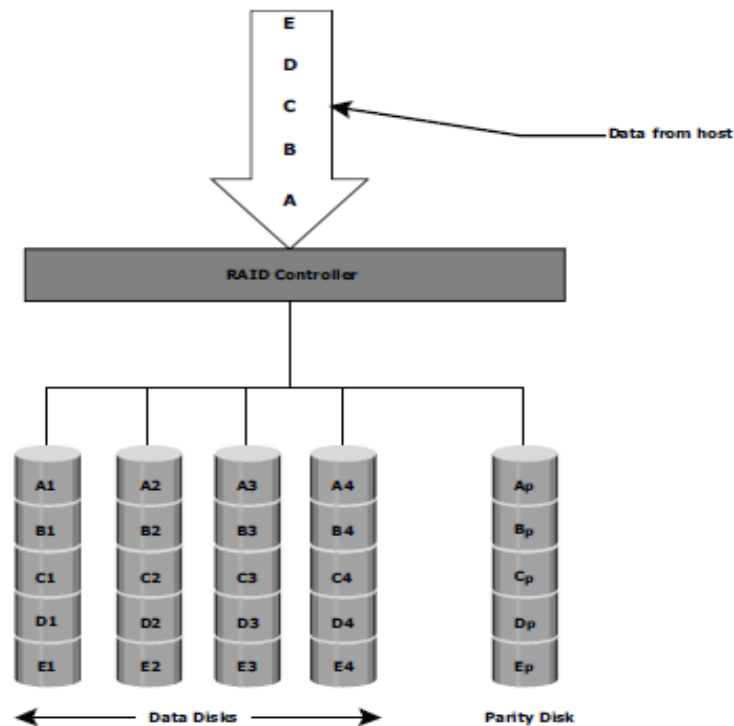 E
D
C
B
A
Data from host
RAID Controller
A1 A2 A3 A4 Ap
B1 B2 B3 B4 Bp
C1 C2 C3 C4 Cp
D1 D2 D3 D4 Dp
E1 E2 E3 E4 Ep
Data Disks Parity Disk